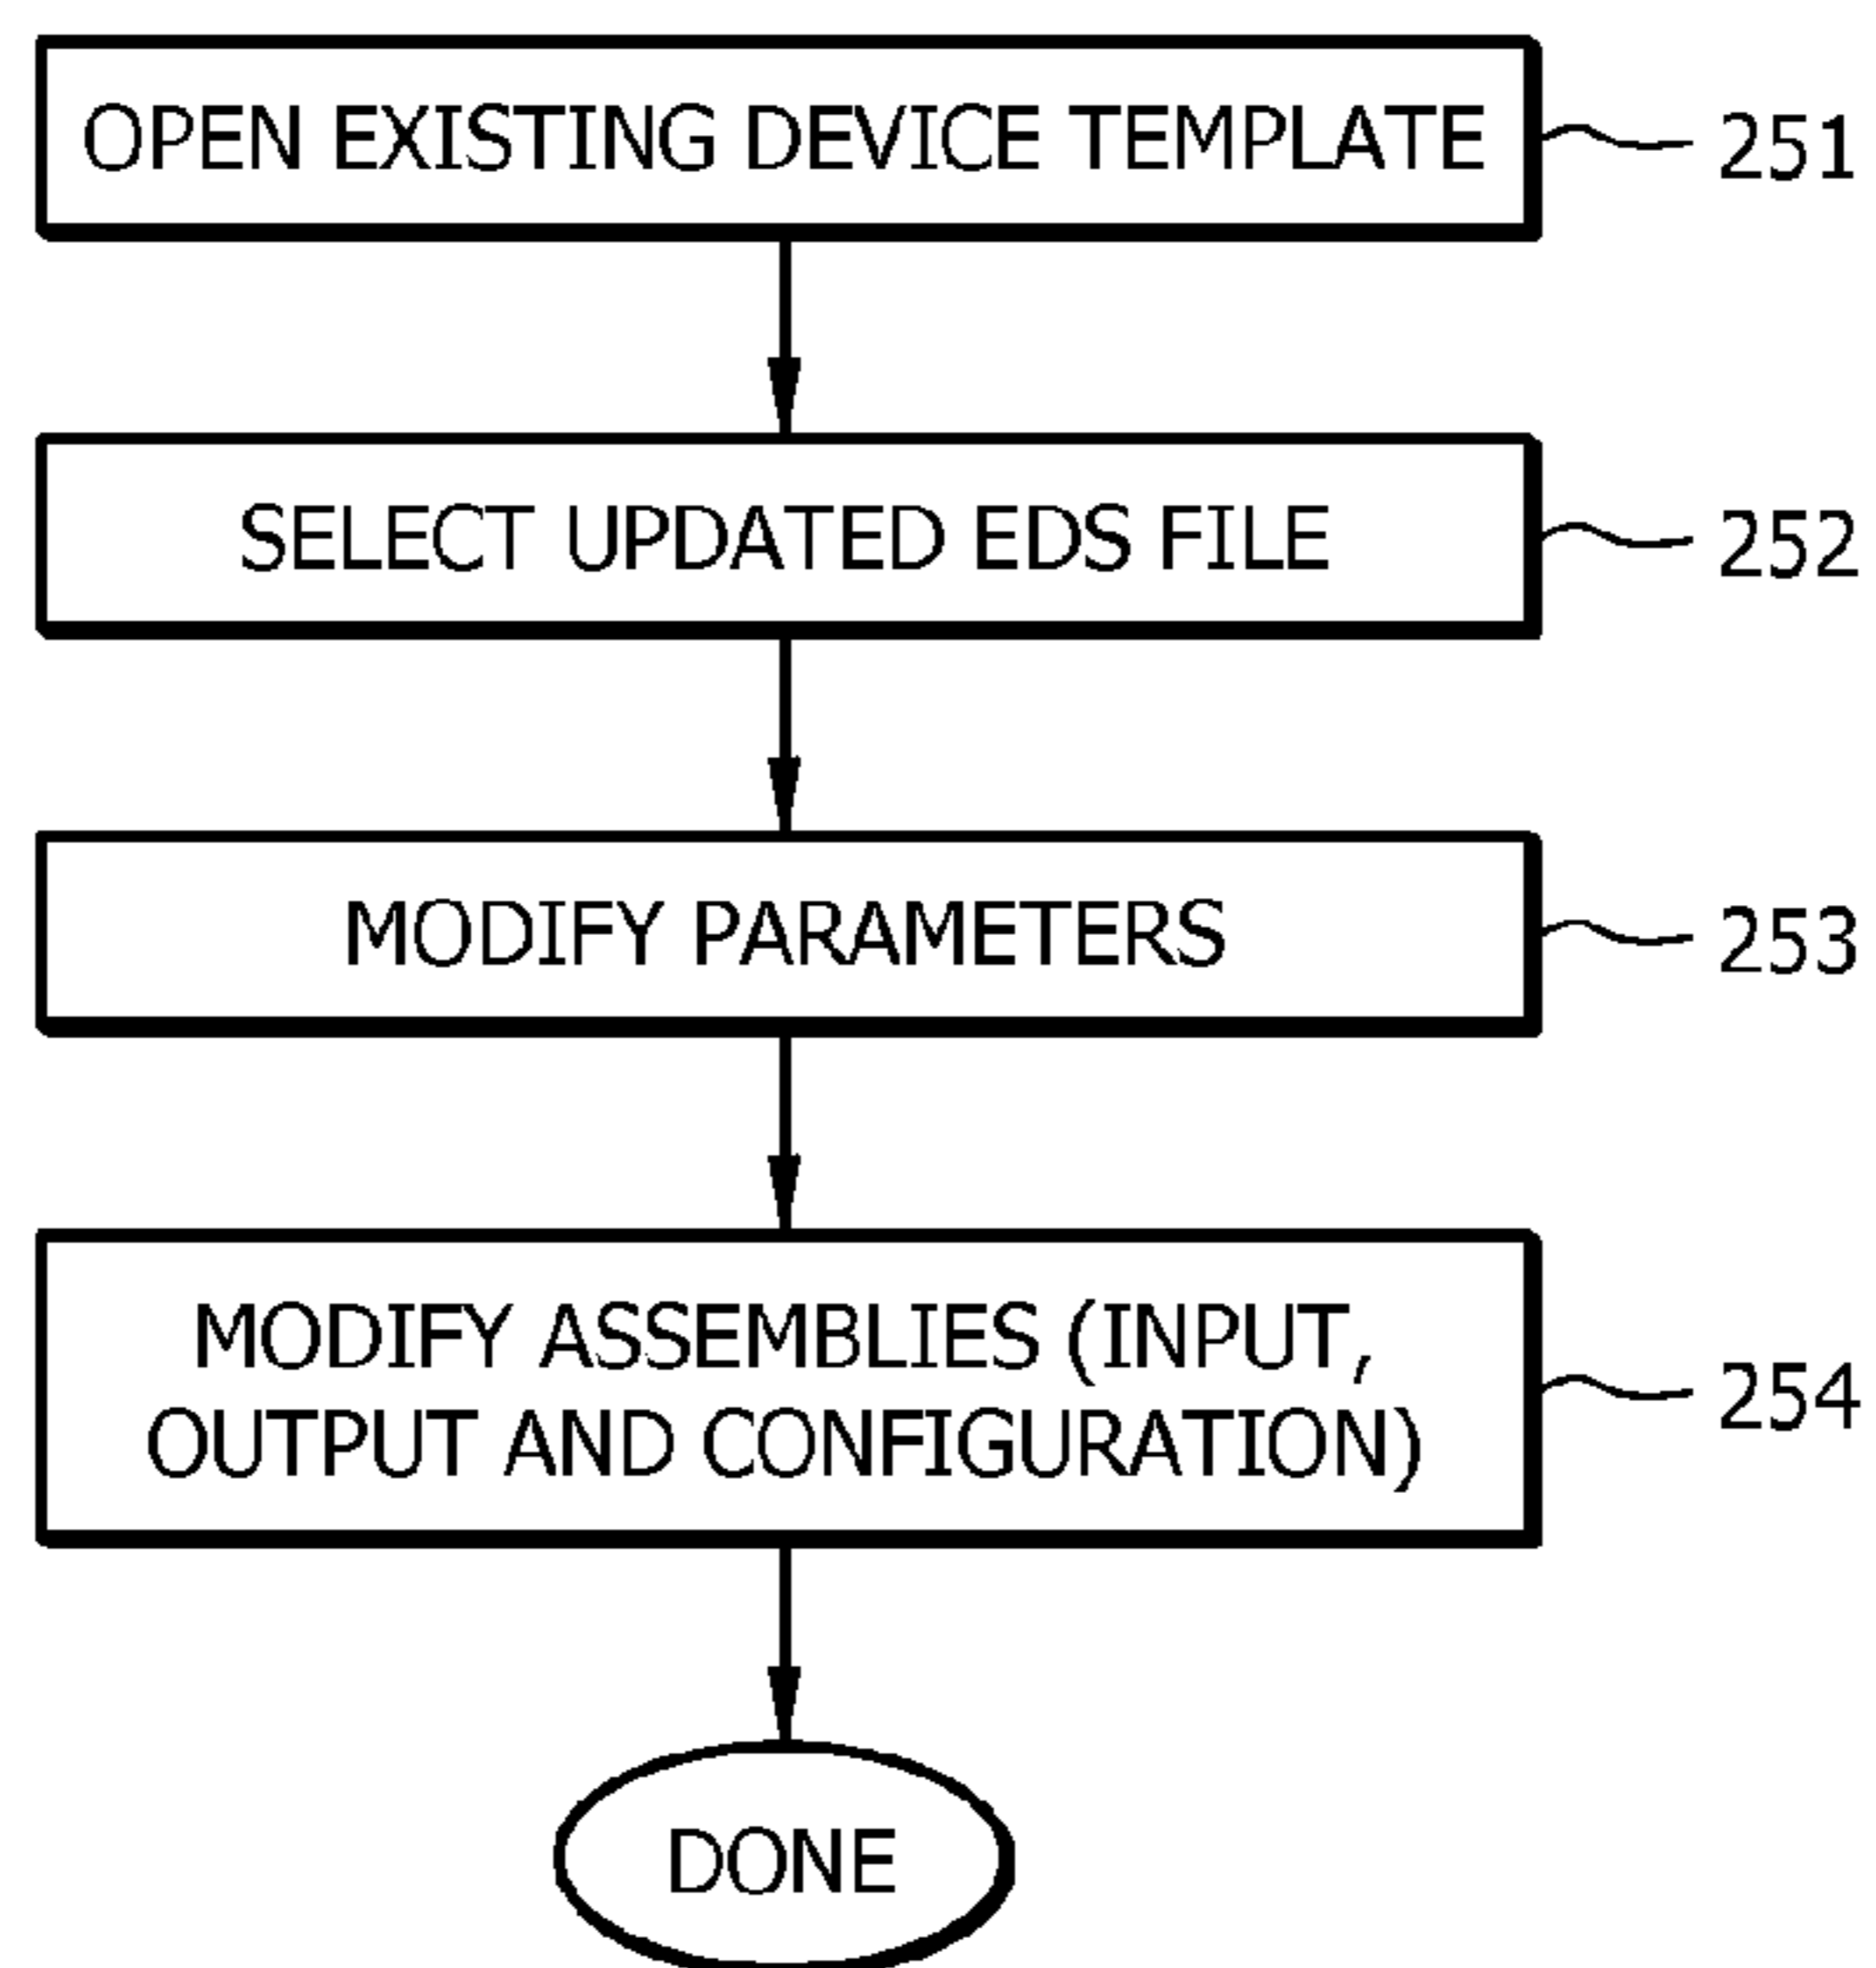 OPEN EXISTING DEVICE TEMPLATE
251
SELECT UPDATED EDS FILE
252
MODIFY PARAMETERS
253
MODIFY ASSEMBLIES (INPUT,
OUTPUT AND CONFIGURATION)
254
DONE